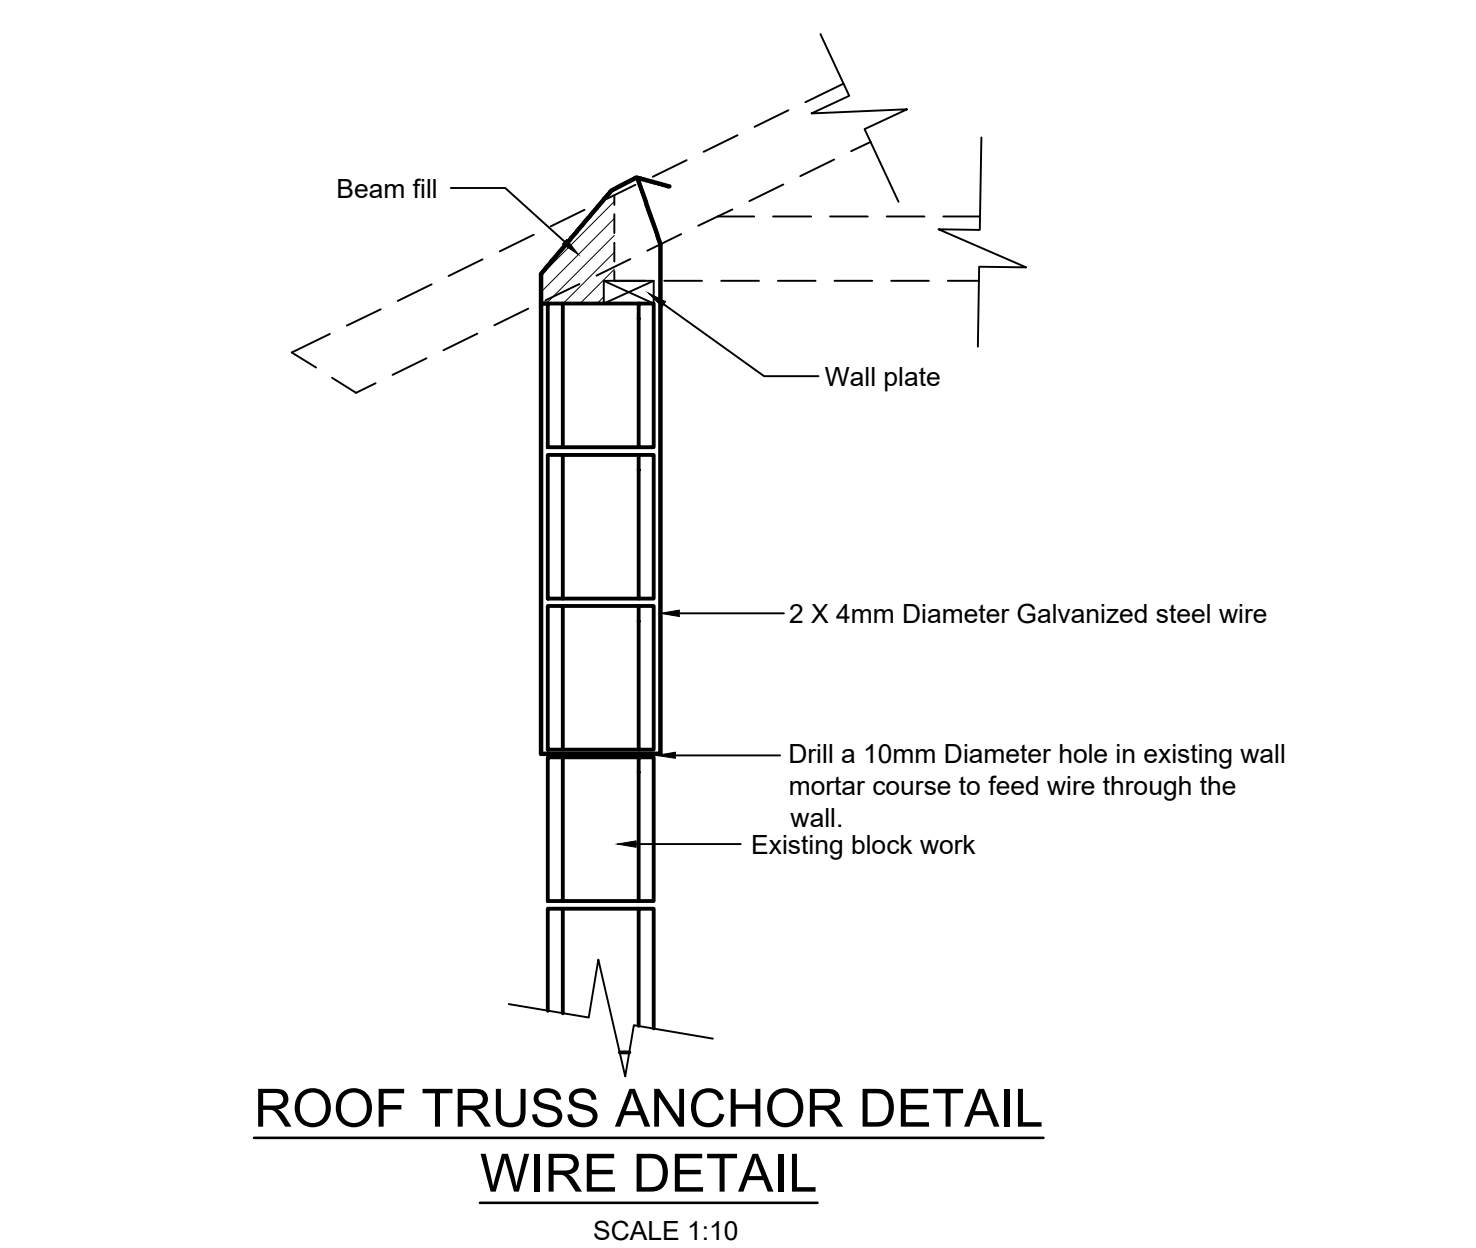 Beam fill
Wall plate
2 X 4mm Diameter Galvanized steel wire
Drill a 10mm Diameter hole in existing wall
mortar course to feed wire through the
wall.
Existing block work
ROOF TRUSS ANCHOR DETAIL
WIRE DETAIL
SCALE 1:10